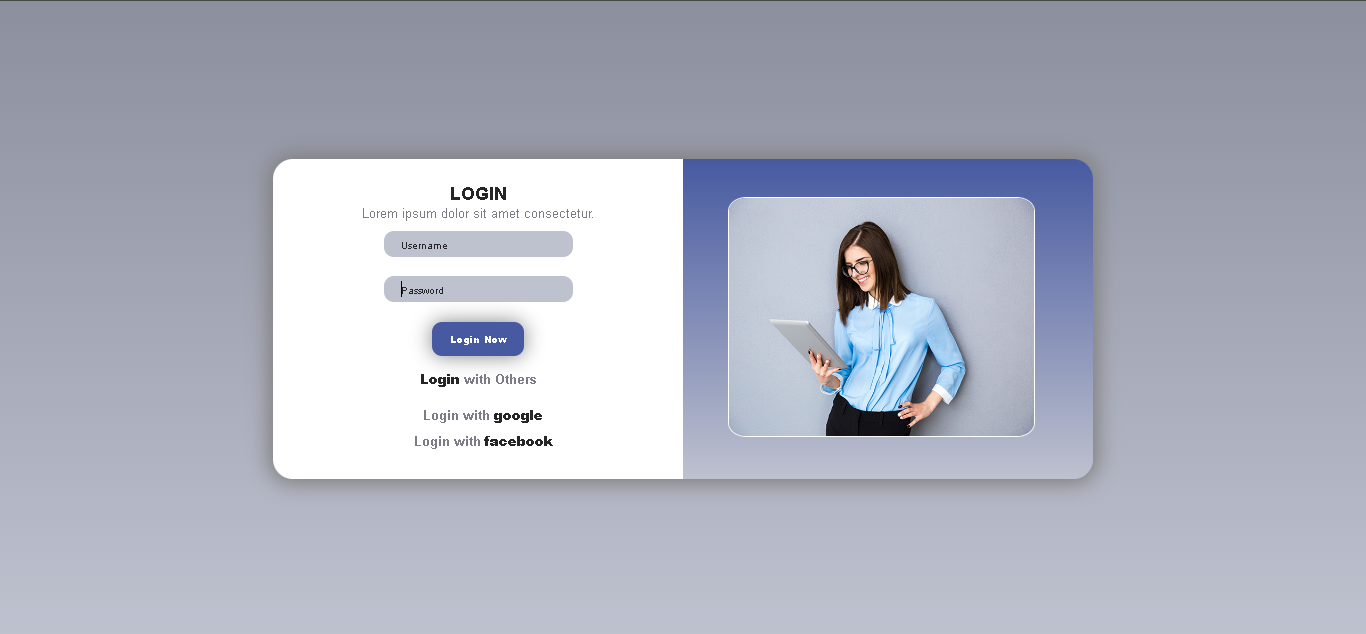 LOGIN
Lorem ipsum dolor sit amet consectetur.
Username
Password
Login Now
Login with Others
Login with google
Login with facebook